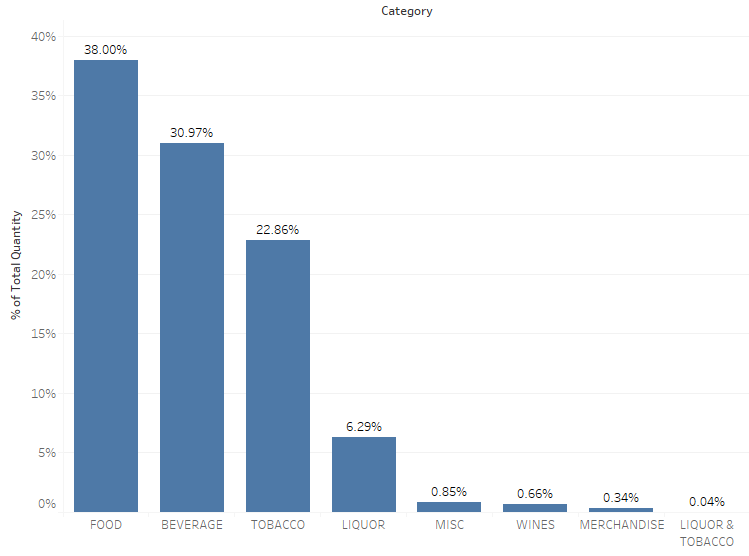 Category
% of Total Quantity
40%
35%
30%
25%
20%
15%
10%
5%
0%
38.00%
30.97%
22.86%
6.29%
0.85%
0.66%
0.34%
0.04%
FOOD
BEVERAGE
TOBACCO
LIQUOR
MISC
WINES
MERCHANDISE
LIQUOR &
TOBACCO